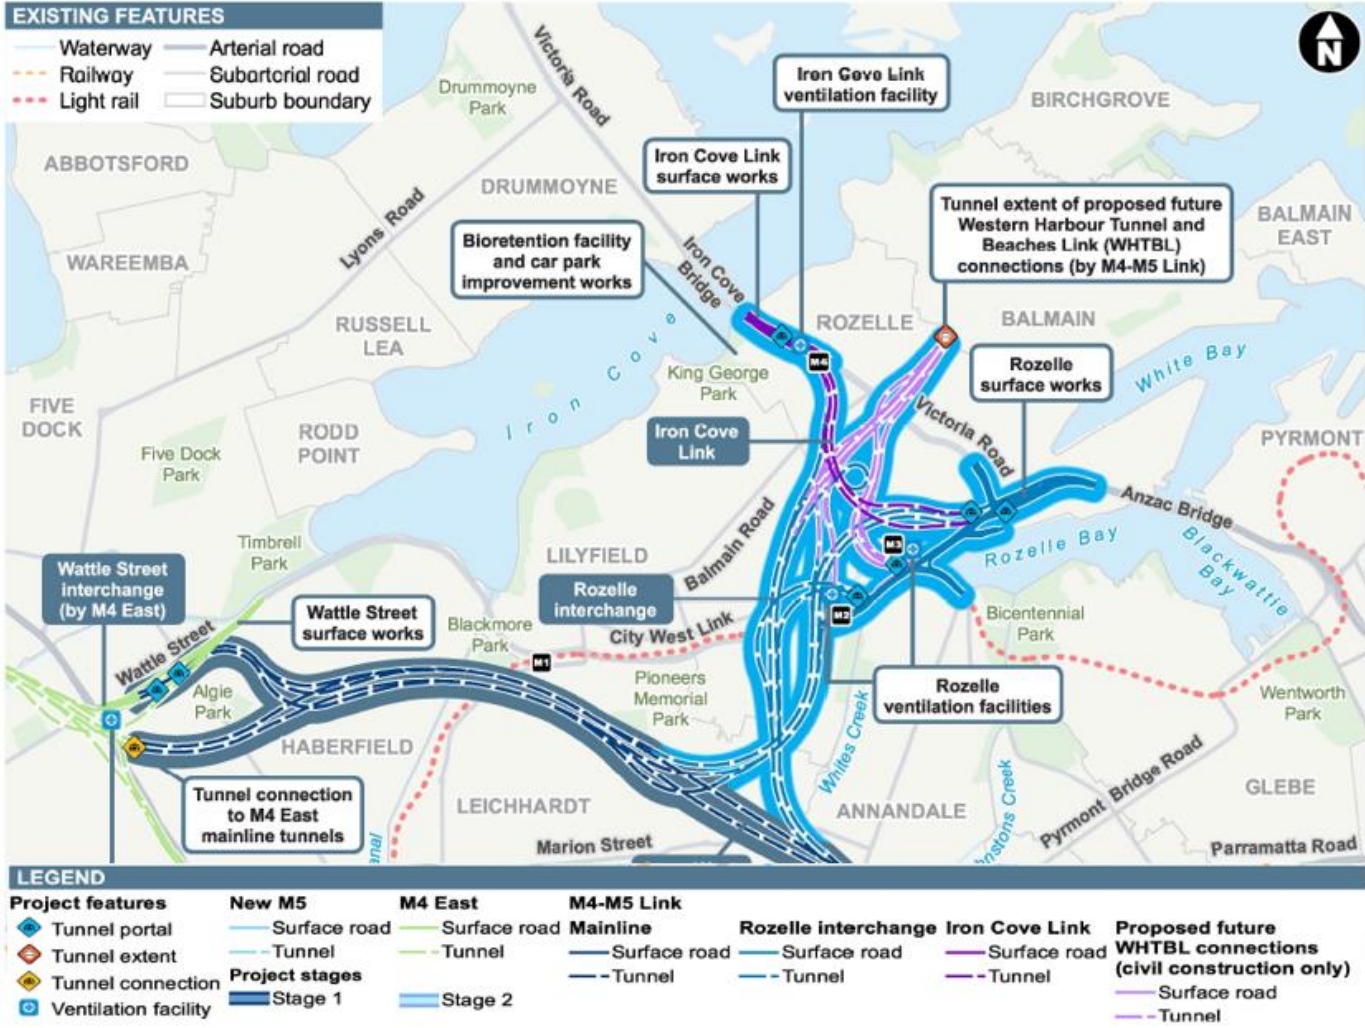 EXISTING FEATURES
Waterway
Arterial road
Railway
Subarterial road
Light rail
Suburb boundary
N
Victoria Road
Drummoyne
Park
Iron Cove Link
ventilation facility
BIRCHGROVE
ABBOTSFORD
Iron Cove Link
surface works
DRUMMOYNE
Tunnel extent of proposed future
Western Harbour Tunnel and
Beaches Link (WHTBL)
connections (by M4-M5 Link)
BALMAIN
EAST
Lyons Road
Bioretention facility
and car park
improvement works
WAREEMBA
Iron Cove
Bridge
RUSSELL
LEA
ROZELLE
BALMAIN
Iron Cove
M4
King George
Park
Rozelle
surface works
White Bay
FIVE
DOCK
RODD
POINT
Five Dock
Park
Iron Cove
Link
Victoria Road
PYRMONT
Anzac Bridge
Balmain Road
Timbrell
Park
LILYFIELD
M3
Rozelle Bay
Blackwattle
Bay
Wattle Street
interchange
(by M4 East)
Wattle Street
surface works
Rozelle
interchange
M2
Blackmore
Park
City West Link
Bicentennial
Park
Wattle Street
M1
Algie
Park
Pioneers
Memorial
Park
Rozelle
ventilation facilities
Wentworth
Park
HABERFIELD
Whites Creek
Tunnel connection
to M4 East
mainline tunnels
LEICHHARDT
ANNANDALE
Johnstons Creek
Pyrmont Bridge Road
GLEBE
Marion Street
anal
Parramatta Road
LEGEND
Project features
Tunnel portal
Tunnel extent
Tunnel connection
Ventilation facility
New M5
Surface road
Tunnel
Project stages
Stage 1
M4 East
Surface road
Tunnel
Stage 2
M4-M5 Link
Mainline
Surface road
Tunnel
Rozelle interchange
Surface road
Tunnel
Iron Cove Link
Surface road
Tunnel
Proposed future
WHTBL connections
(civil construction only)
Surface road
Tunnel